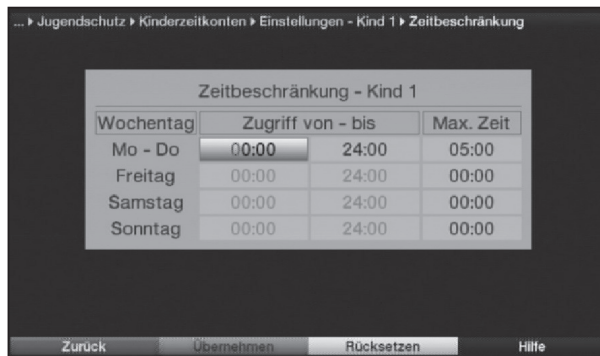 ... ▸ Jugendschutz ▸ Kinderzeitkonten ▸ Einstellungen - Kind 1 ▸ Zeitbeschränkung
Zeitbeschränkung - Kind 1
Wochentag Zugriff von - bis Max. Zeit
Mo - Do 00:00 24:00 05:00
Freitag 00:00 24:00 00:00
Samstag 00:00 24:00 00:00
Sonntag 00:00 24:00 00:00
Zurück Übernehmen Rücksetzen Hilfe